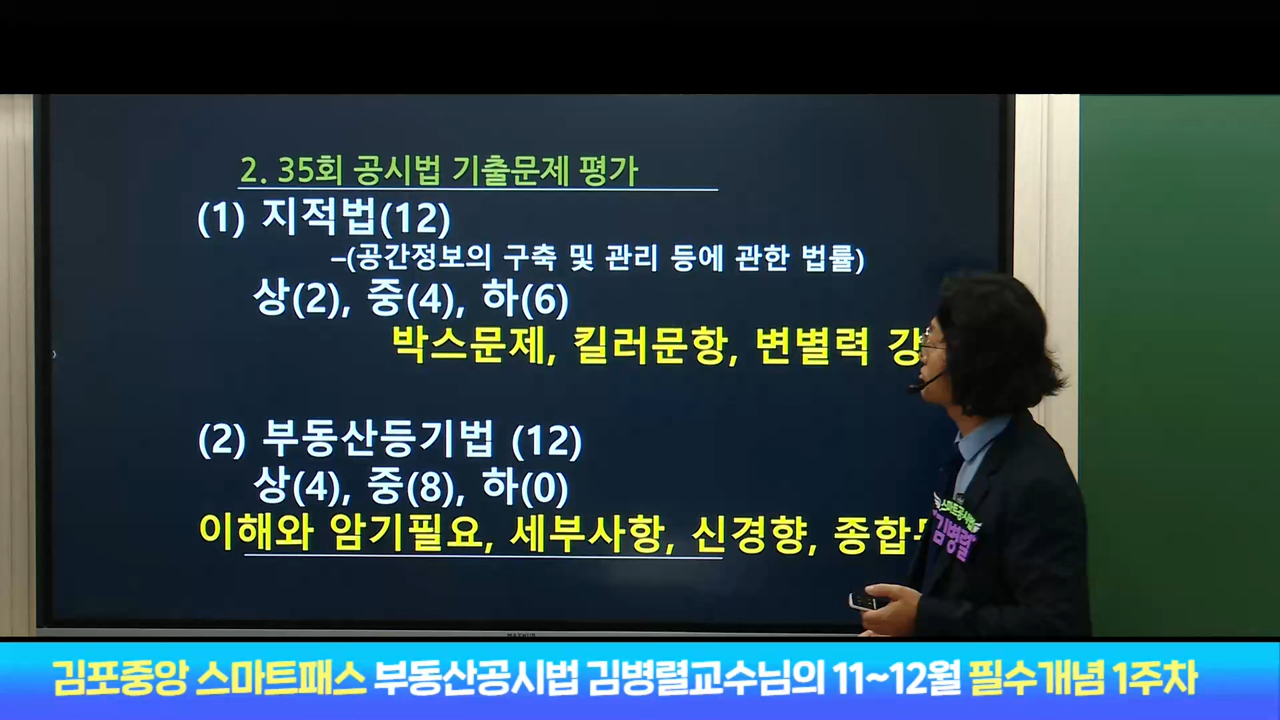 2. 35회 공시법 기출문제 평가
(1) 지적법(12)
–(공간정보의 구축 및 관리 등에 관한 법률)
상(2), 중(4), 하(6)
박스문제, 킬러문항, 변별력 강
(2) 부동산등기법 (12)
상(4), 중(8), 하(0)
이해와 암기필요, 세부사항, 신경향, 종합
김병렬
김포중앙 스마트패스 부동산공시법 김병렬교수님의 11~12월 필수개념 1주차